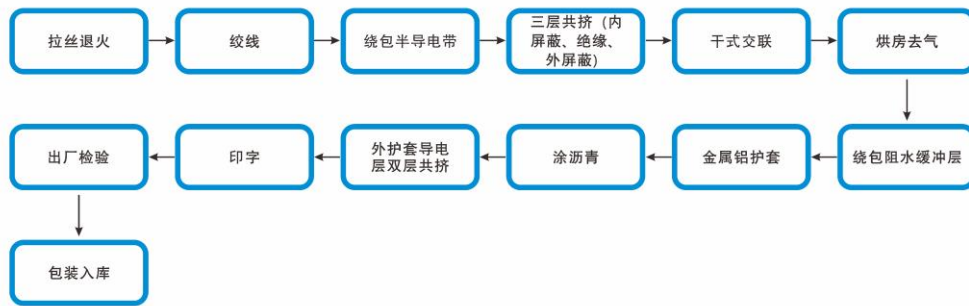 拉丝退火
绞线
绕包半导电带
三层共挤（内
屏蔽、绝缘、
外屏蔽）
干式交联
烘房去气
绕包阻水缓冲层
金属铝护套
涂沥青
外护套导电
层双层共挤
印字
出厂检验
包装入库